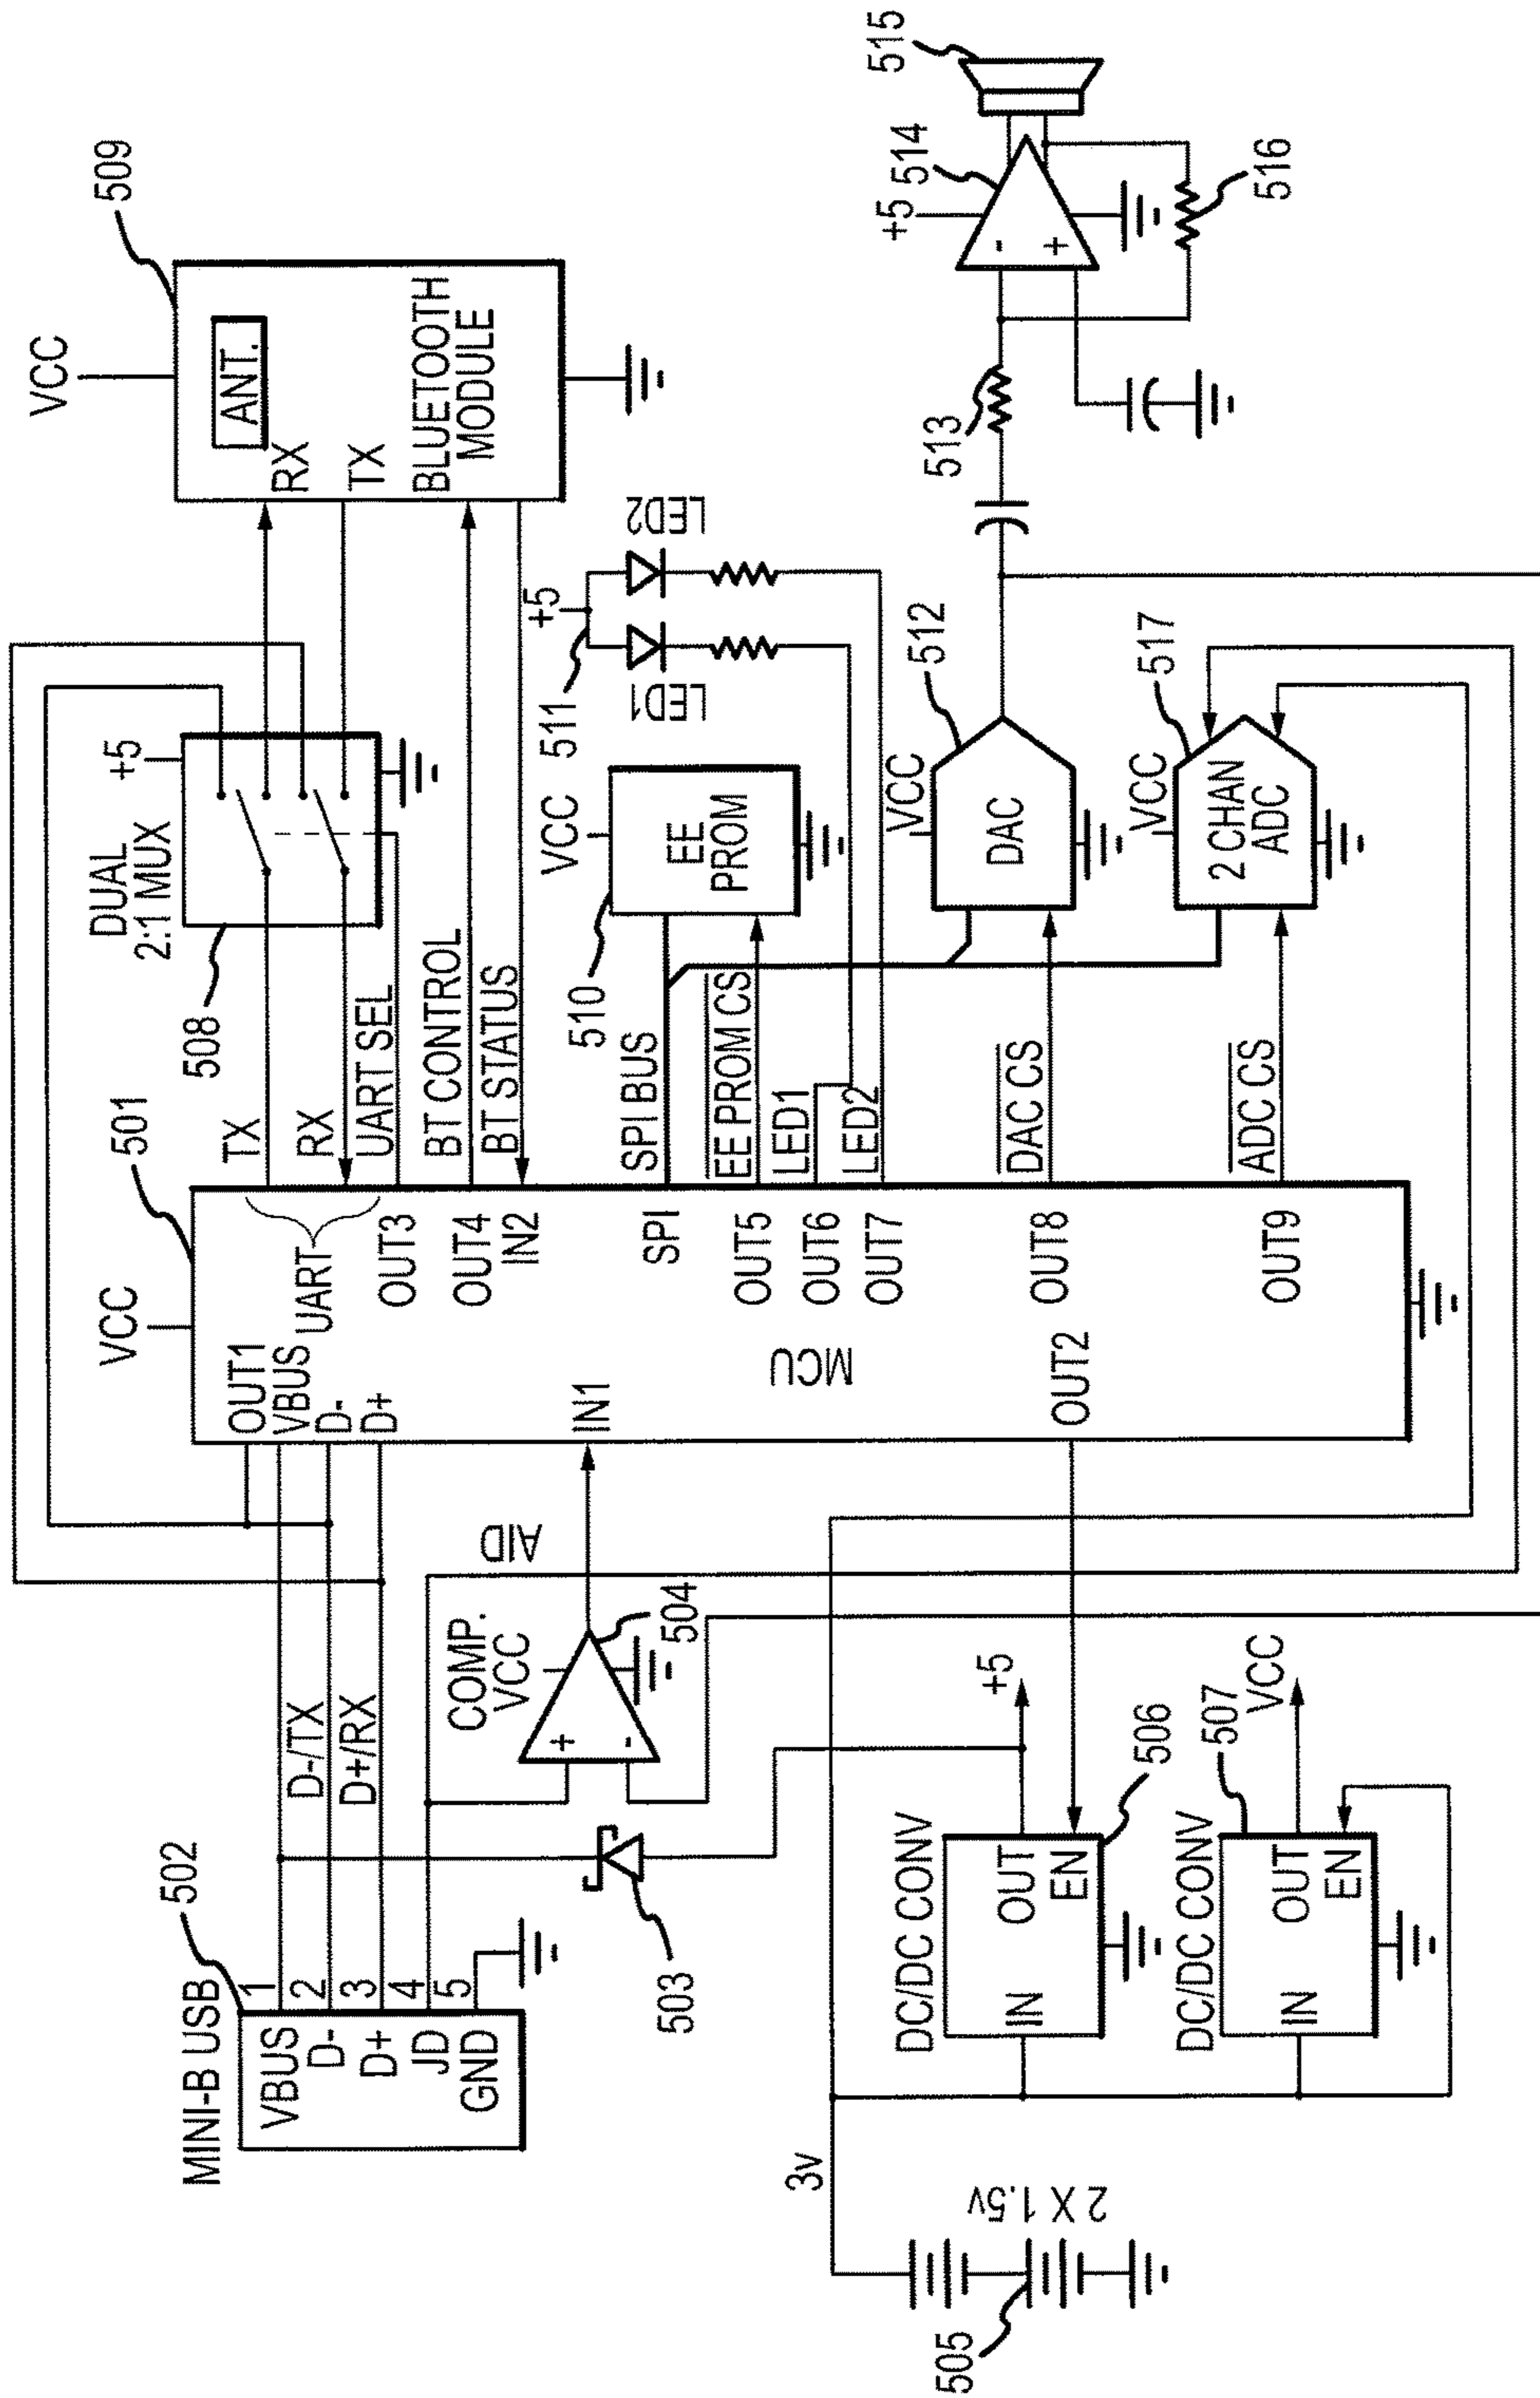 MINI-B USB
502
VBUS 1
D- 2
D+ 3
JD 4
GND 5
D-/TX
D+/RX
503
COMP.
VCC
+
-
504
AID
3v
2 X 1.5v
505
DC/DC CONV
IN
OUT
EN
506
+5
DC/DC CONV
IN
OUT
EN
507
VCC
VCC
501
OUT1
VBUS
D-
D+
IN1
OUT2
MCU
UART
OUT3
OUT4
IN2
SPI
OUT5
OUT6
OUT7
OUT8
OUT9
TX
RX
UART SEL
BT CONTROL
BT STATUS
SPI BUS
EE PROM CS
LED1
LED2
DAC CS
ADC CS
DUAL
2:1 MUX
+5
508
VCC
509
ANT.
RX
TX
BLUETOOTH
MODULE
510
VCC
EE
PROM
511
+5
LED1
LED2
VCC
512
DAC
VCC
517
2 CHAN
ADC
513
+5
514
-
+
515
516